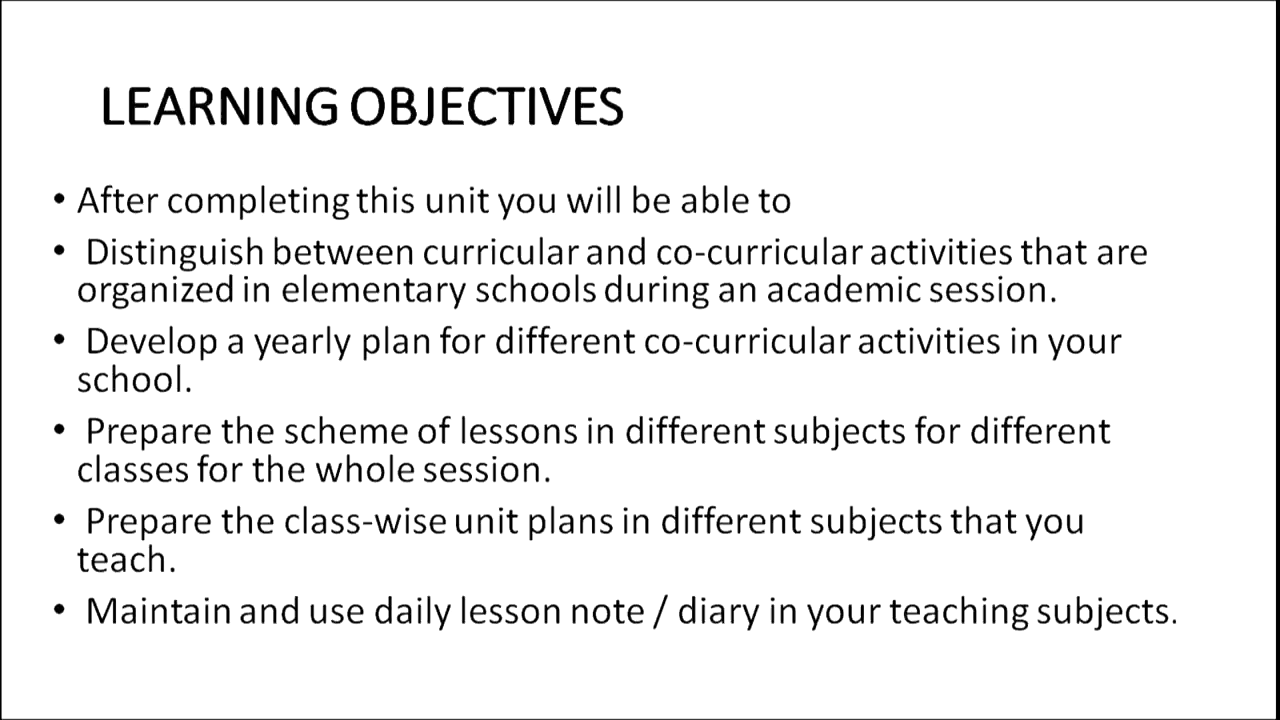 LEARNING OBJECTIVES
• After completing this unit you will be able to
• Distinguish between curricular and co-curricular activities that are
organized in elementary schools during an academic session.
• Develop a yearly plan for different co-curricular activities in your
school.
• Prepare the scheme of lessons in different subjects for different
classes for the whole session.
• Prepare the class-wise unit plans in different subjects that you
teach.
• Maintain and use daily lesson note / diary in your teaching subjects.